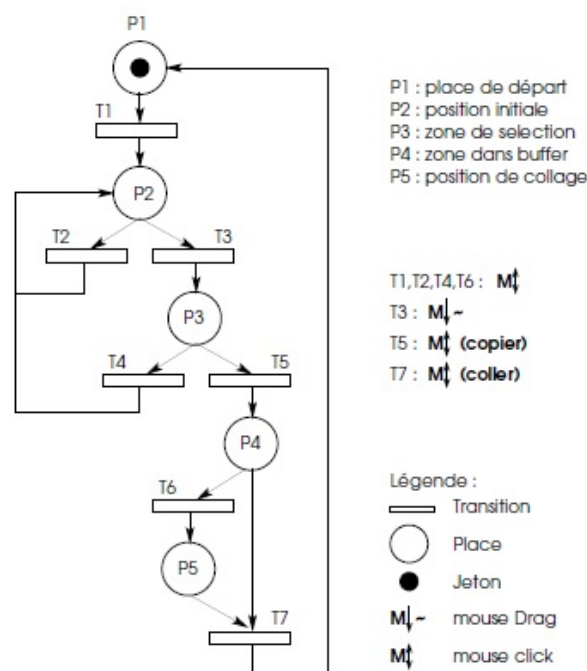 P1
T1
P2
T2
T3
P3
T4
T5
P4
T6
P5
T7
P1 : place de départ
P2 : position initiale
P3 : zone de selection
P4 : zone dans buffer
P5 : position de collage
T1,T2,T4,T6 : M↕
T3 : M↓~
T5 : M↕ (copier)
T7 : M↕ (coller)
Légende :
Transition
Place
Jeton
M↓~ mouse Drag
M↕ mouse click